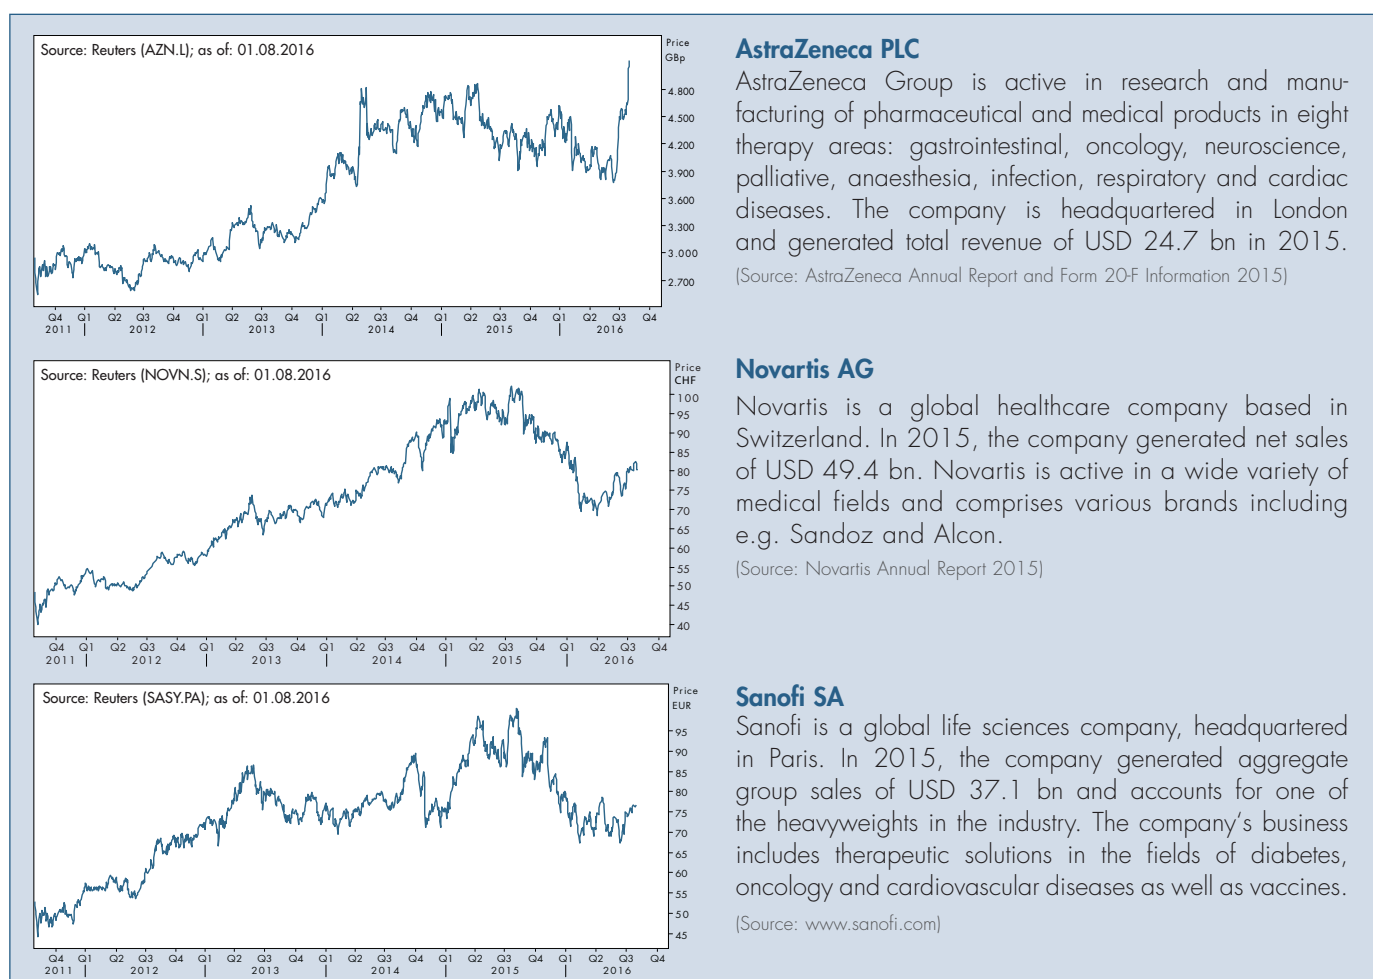 Source: Reuters (AZN.L); as of: 01.08.2016
Price
GBp
4.800
4.500
4.200
3.900
3.600
3.300
3.000
2.700
Q4 Q1 Q2 Q3 Q4 Q1 Q2 Q3 Q4 Q1 Q2 Q3 Q4 Q1 Q2 Q3 Q4 Q1 Q2 Q3 Q4
2011 2012 2013 2014 2015 2016
AstraZeneca PLC
AstraZeneca Group is active in research and manu-
facturing of pharmaceutical and medical products in eight
therapy areas: gastrointestinal, oncology, neuroscience,
palliative, anaesthesia, infection, respiratory and cardiac
diseases. The company is headquartered in London
and generated total revenue of USD 24.7 bn in 2015.
(Source: AstraZeneca Annual Report and Form 20-F Information 2015)
Source: Reuters (NOVN.S); as of: 01.08.2016
Price
CHF
100
95
90
85
80
75
70
65
60
55
50
45
40
Q4 Q1 Q2 Q3 Q4 Q1 Q2 Q3 Q4 Q1 Q2 Q3 Q4 Q1 Q2 Q3 Q4 Q1 Q2 Q3 Q4
2011 2012 2013 2014 2015 2016
Novartis AG
Novartis is a global healthcare company based in
Switzerland. In 2015, the company generated net sales
of USD 49.4 bn. Novartis is active in a wide variety of
medical fields and comprises various brands including
e.g. Sandoz and Alcon.
(Source: Novartis Annual Report 2015)
Source: Reuters (SASY.PA); as of: 01.08.2016
Price
EUR
95
90
85
80
75
70
65
60
55
50
45
Q4 Q1 Q2 Q3 Q4 Q1 Q2 Q3 Q4 Q1 Q2 Q3 Q4 Q1 Q2 Q3 Q4 Q1 Q2 Q3 Q4
2011 2012 2013 2014 2015 2016
Sanofi SA
Sanofi is a global life sciences company, headquartered
in Paris. In 2015, the company generated aggregate
group sales of USD 37.1 bn and accounts for one of
the heavyweights in the industry. The company's business
includes therapeutic solutions in the fields of diabetes,
oncology and cardiovascular diseases as well as vaccines.
(Source: www.sanofi.com)